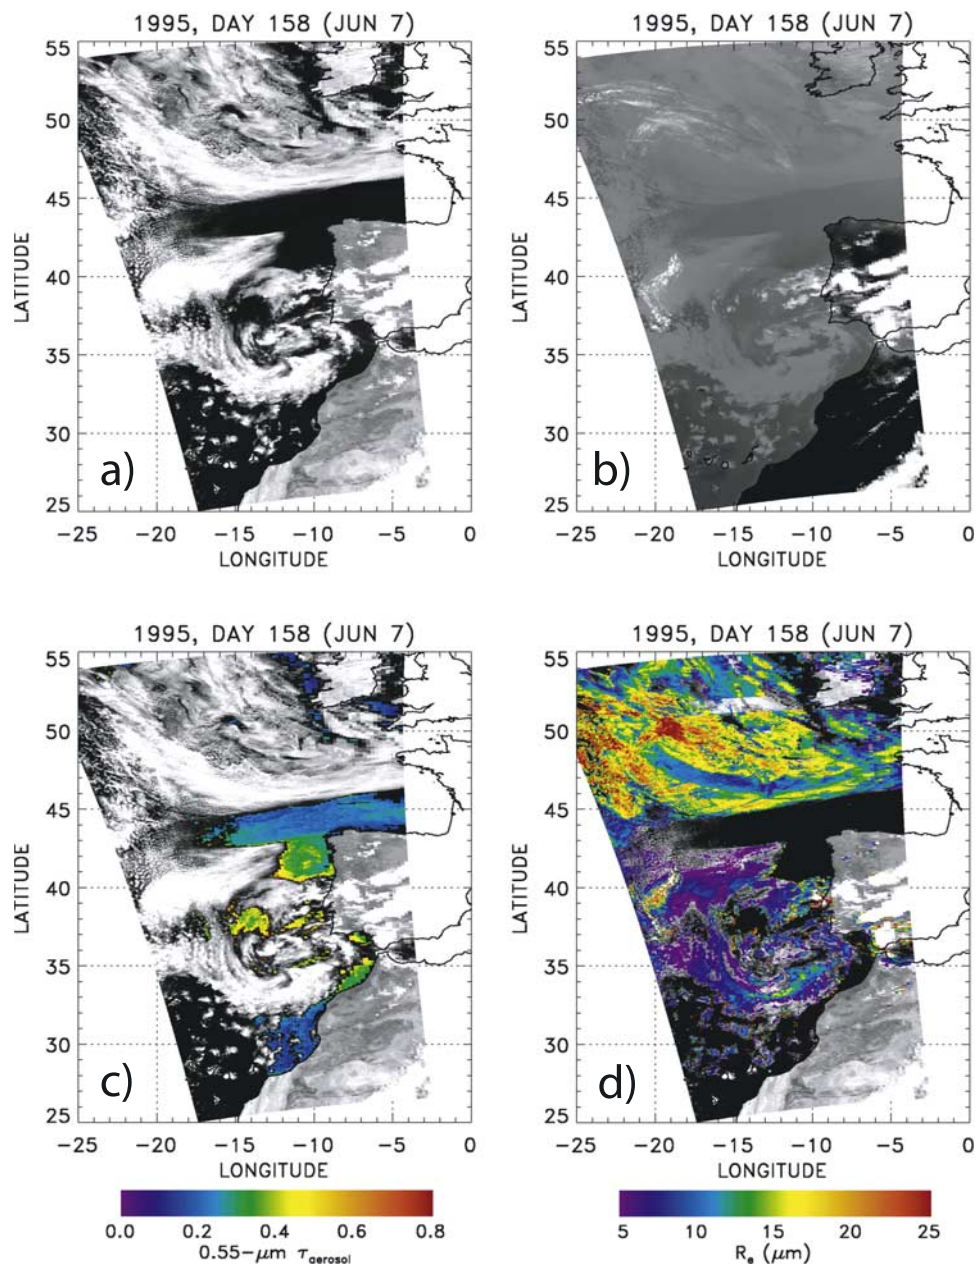 1995, DAY 158 (JUN 7)
1995, DAY 158 (JUN 7)
55
50
45
40
35
30
25
LATITUDE
a)
−25 −20 −15 −10 −5 0
LONGITUDE
55
50
45
40
35
30
25
LATITUDE
b)
−25 −20 −15 −10 −5 0
LONGITUDE
1995, DAY 158 (JUN 7)
1995, DAY 158 (JUN 7)
55
50
45
40
35
30
25
LATITUDE
c)
−25 −20 −15 −10 −5 0
LONGITUDE
55
50
45
40
35
30
25
LATITUDE
d)
−25 −20 −15 −10 −5 0
LONGITUDE
0.0 0.2 0.4 0.6 0.8
0.55−μm τaerosol
5 10 15 20 25
Re (μm)